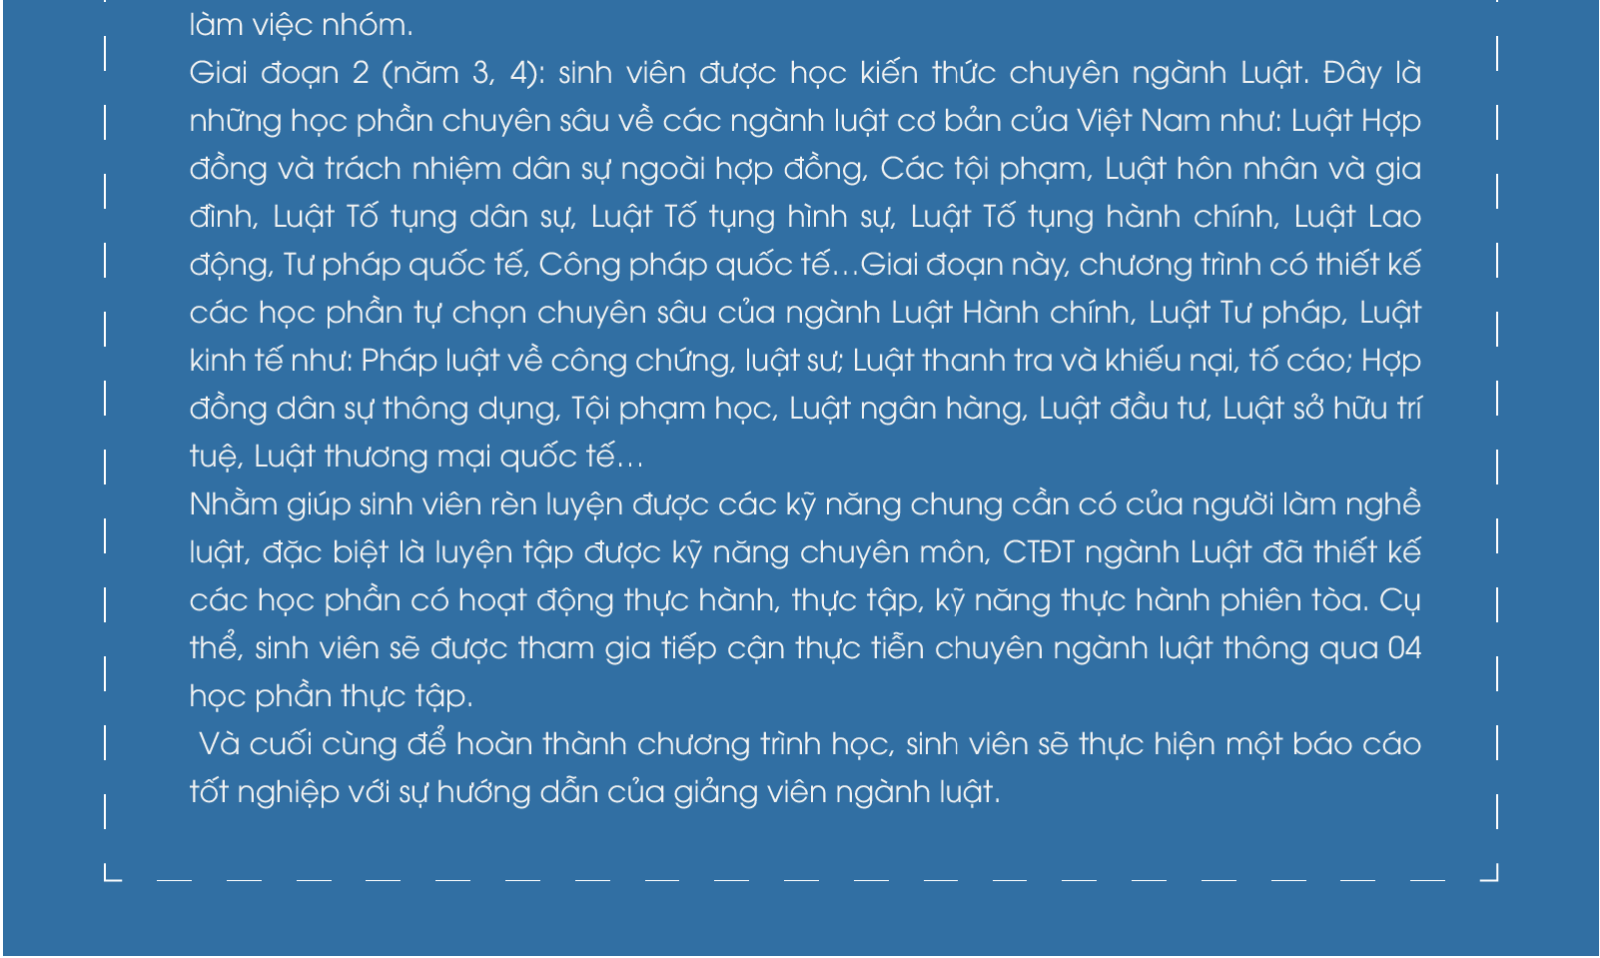 làm việc nhóm.
Giai đoạn 2 (năm 3, 4): sinh viên được học kiến thức chuyên ngành Luật. Đây là
những học phần chuyên sâu về các ngành luật cơ bản của Việt Nam như: Luật Hợp
đồng và trách nhiệm dân sự ngoài hợp đồng, Các tội phạm, Luật hôn nhân và gia
đình, Luật Tố tụng dân sự, Luật Tố tụng hình sự, Luật Tố tụng hành chính, Luật Lao
động, Tư pháp quốc tế, Công pháp quốc tế...Giai đoạn này, chương trình có thiết kế
các học phần tự chọn chuyên sâu của ngành Luật Hành chính, Luật Tư pháp, Luật
kinh tế như: Pháp luật về công chứng, luật sư; Luật thanh tra và khiếu nại, tố cáo; Hợp
đồng dân sự thông dụng, Tội phạm học, Luật ngân hàng, Luật đầu tư, Luật sở hữu trí
tuệ, Luật thương mại quốc tế...
Nhằm giúp sinh viên rèn luyện được các kỹ năng chung cần có của người làm nghề
luật, đặc biệt là luyện tập được kỹ năng chuyên môn, CTĐT ngành Luật đã thiết kế
các học phần có hoạt động thực hành, thực tập, kỹ năng thực hành phiên tòa. Cụ
thể, sinh viên sẽ được tham gia tiếp cận thực tiễn chuyên ngành luật thông qua 04
học phần thực tập.
Và cuối cùng để hoàn thành chương trình học, sinh viên sẽ thực hiện một báo cáo
tốt nghiệp với sự hướng dẫn của giảng viên ngành luật.